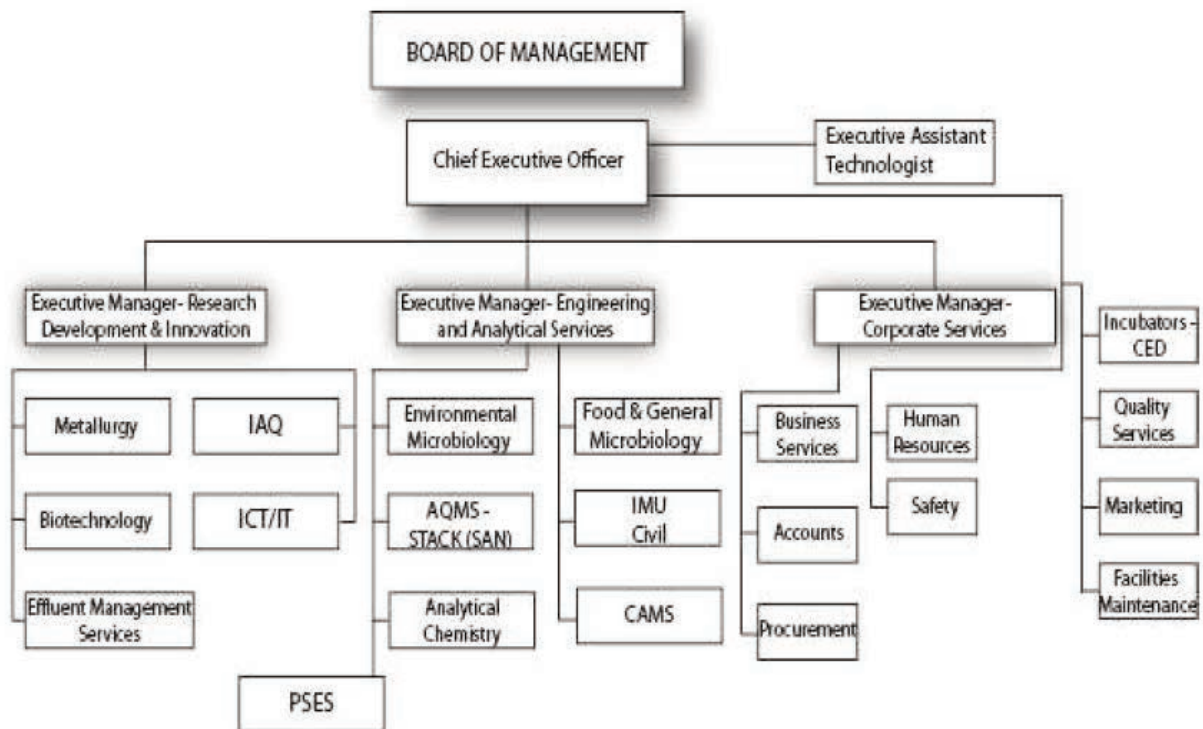 BOARD OF MANAGEMENT
Chief Executive Officer
Executive Assistant
Technologist
Executive Manager- Research
Development & Innovation
Executive Manager- Engineering
and Analytical Services
Executive Manager-
Corporate Services
Incubators -
CED
Metallurgy
IAQ
Environmental
Microbiology
Food & General
Microbiology
Business
Services
Human
Resources
Quality
Services
Biotechnology
ICT/IT
AQMS -
STACK (SAN)
IMU
Civil
Accounts
Safety
Marketing
Effluent Management
Services
Analytical
Chemistry
CAMS
Procurement
Facilities
Maintenance
PSES